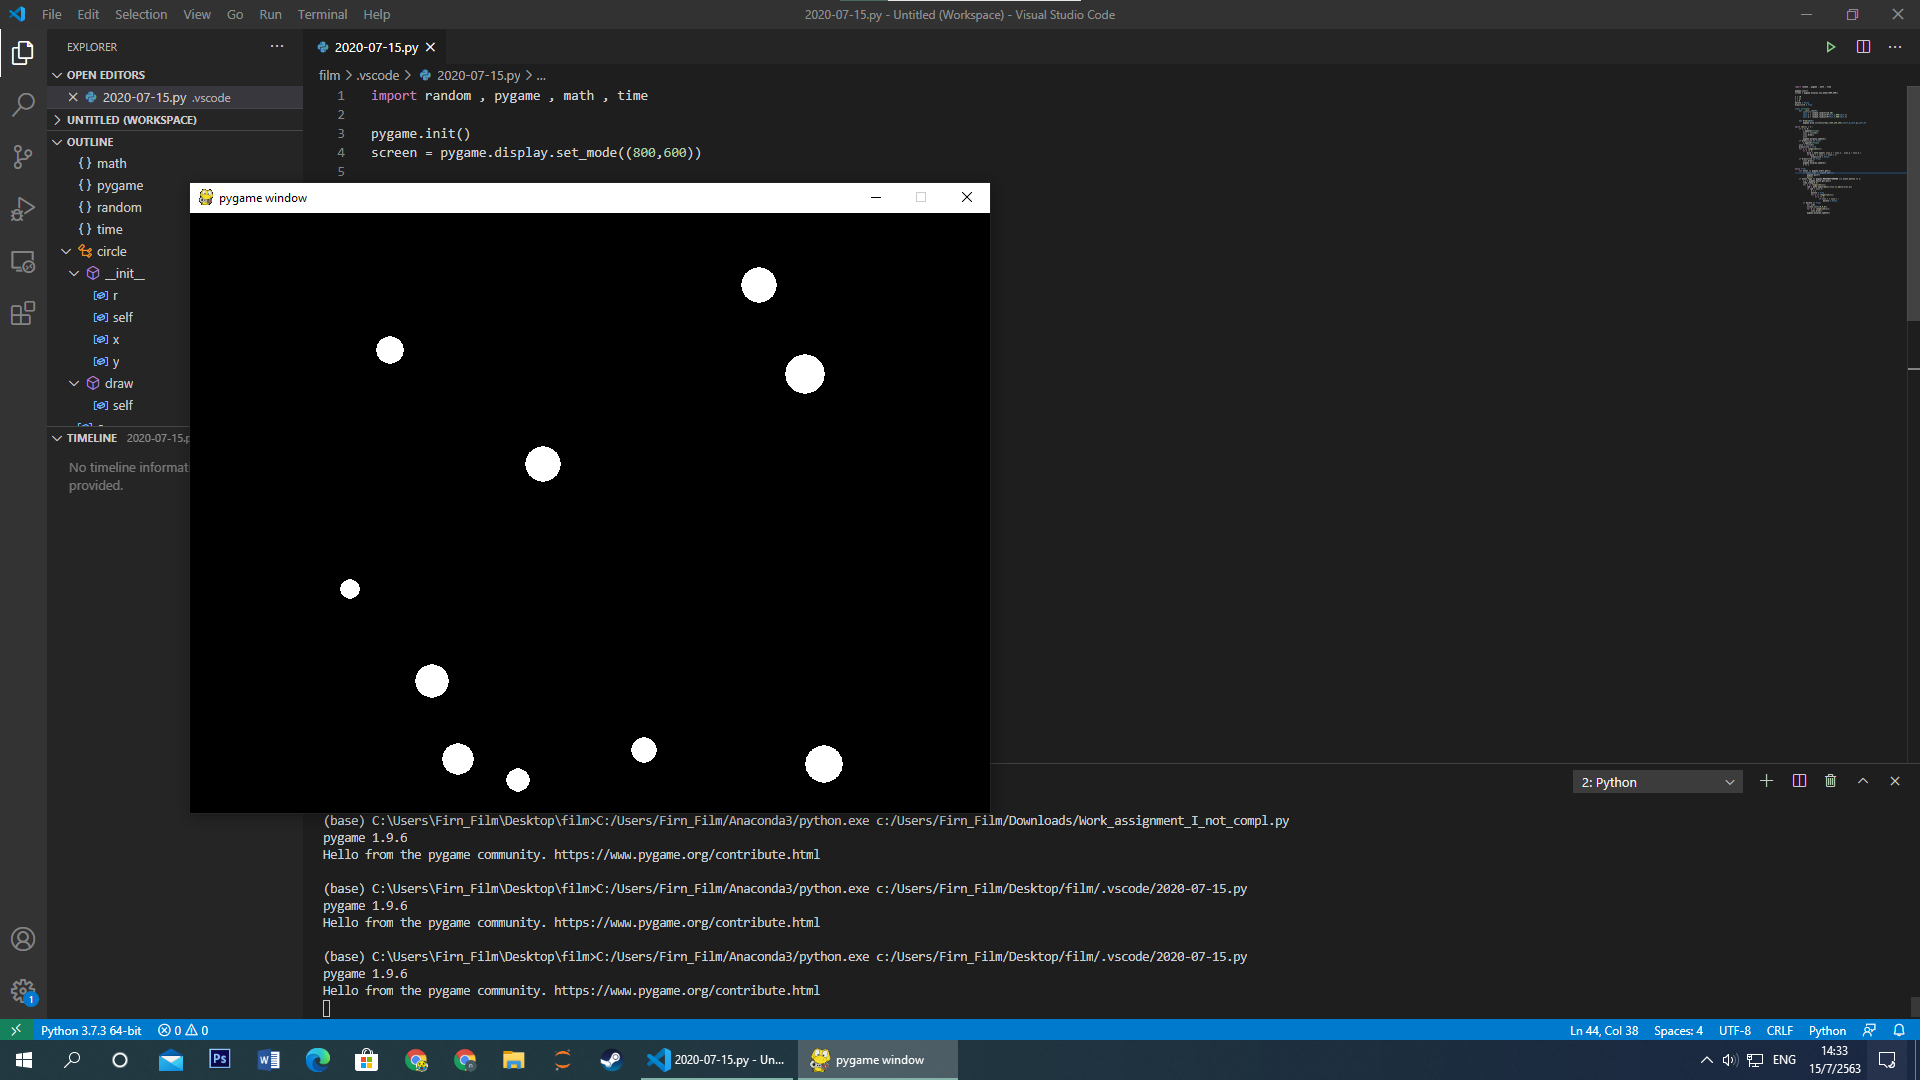 File Edit Selection View Go Run Terminal Help
2020-07-15.py - Untitled (Workspace) - Visual Studio Code
EXPLORER
OPEN EDITORS
2020-07-15.py .vscode
UNTITLED (WORKSPACE)
OUTLINE
{} math
{} pygame
{} random
{} time
circle
__init__
r
self
x
y
draw
self
TIMELINE 2020-07-15.p
No timeline informat
provided.
2020-07-15.py
film > .vscode > 2020-07-15.py > ...
1 import random , pygame , math , time
2
3 pygame.init()
4 screen = pygame.display.set_mode((800,600))
5
pygame window
2: Python
(base) C:\Users\Firn_Film\Desktop\film>C:/Users/Firn_Film/Anaconda3/python.exe c:/Users/Firn_Film/Downloads/Work_assignment_I_not_compl.py
pygame 1.9.6
Hello from the pygame community. https://www.pygame.org/contribute.html
(base) C:\Users\Firn_Film\Desktop\film>C:/Users/Firn_Film/Anaconda3/python.exe c:/Users/Firn_Film/Desktop/film/.vscode/2020-07-15.py
pygame 1.9.6
Hello from the pygame community. https://www.pygame.org/contribute.html
(base) C:\Users\Firn_Film\Desktop\film>C:/Users/Firn_Film/Anaconda3/python.exe c:/Users/Firn_Film/Desktop/film/.vscode/2020-07-15.py
pygame 1.9.6
Hello from the pygame community. https://www.pygame.org/contribute.html
1
Python 3.7.3 64-bit 0 0
Ln 44, Col 38 Spaces: 4 UTF-8 CRLF Python
Ps
2020-07-15.py - Un...
pygame window
ENG
14:33
15/7/2563